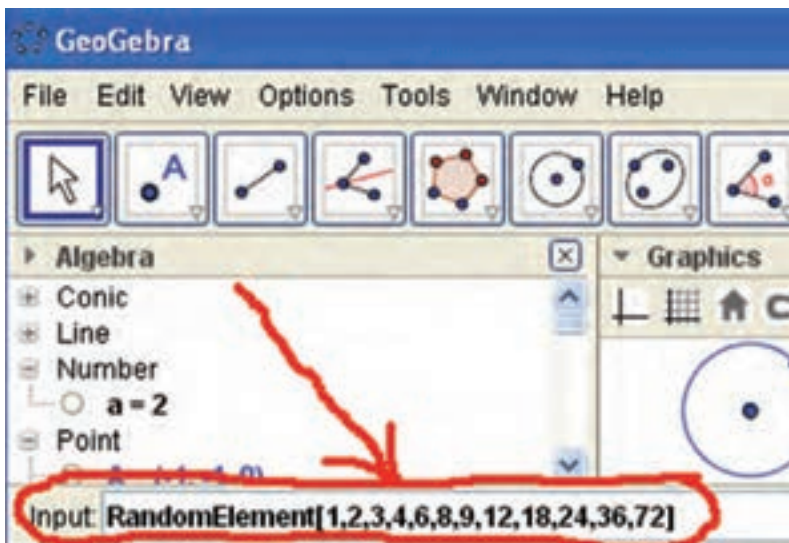 GeoGebra
File Edit View Options Tools Window Help
A
α
Algebra
Graphics
Conic
Line
Number
a = 2
Point
Input: RandomElement[1,2,3,4,6,8,9,12,18,24,36,72]